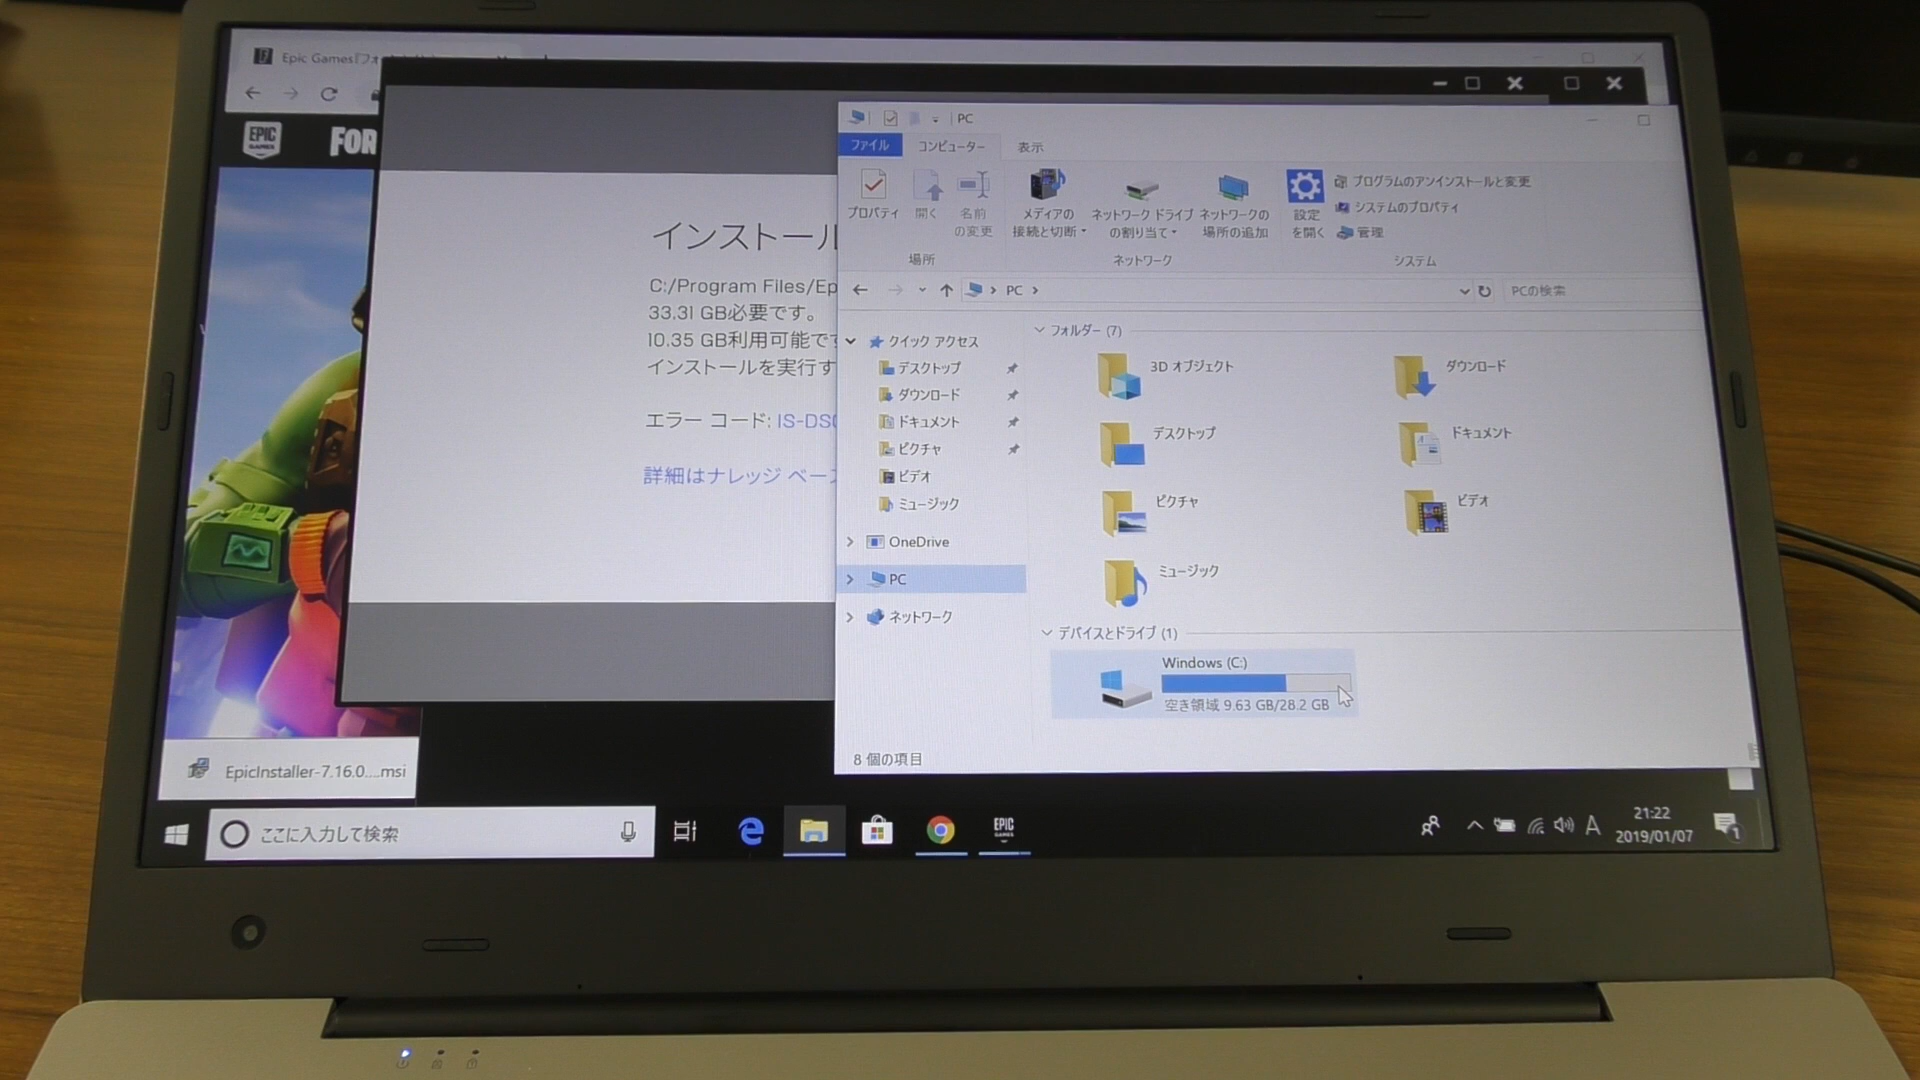 Epic Games『フォ
EPIC
GAMES
FOR
インストール
C:/Program Files/Ep
33.31 GB必要です。
10.35 GB利用可能です
インストールを実行す
エラー コード: IS-DS
詳細はナレッジ ベース
PC
ファイル
コンピューター
表示
プロパティ
開く
名前
の変更
メディアの
接続と切断
ネットワーク ドライブ
の割り当て
ネットワークの
場所の追加
設定
を開く
プログラムのアンインストールと変更
システムのプロパティ
管理
場所
ネットワーク
システム
PC
PCの検索
クイック アクセス
デスクトップ
ダウンロード
ドキュメント
ピクチャ
ビデオ
ミュージック
OneDrive
PC
ネットワーク
フォルダー (7)
3D オブジェクト
ダウンロード
デスクトップ
ドキュメント
ピクチャ
ビデオ
ミュージック
デバイスとドライブ (1)
Windows (C:)
空き領域 9.63 GB/28.2 GB
8 個の項目
EpicInstaller-7.16.0....msi
ここに入力して検索
EPIC
GAMES
A
21:22
2019/01/07
1